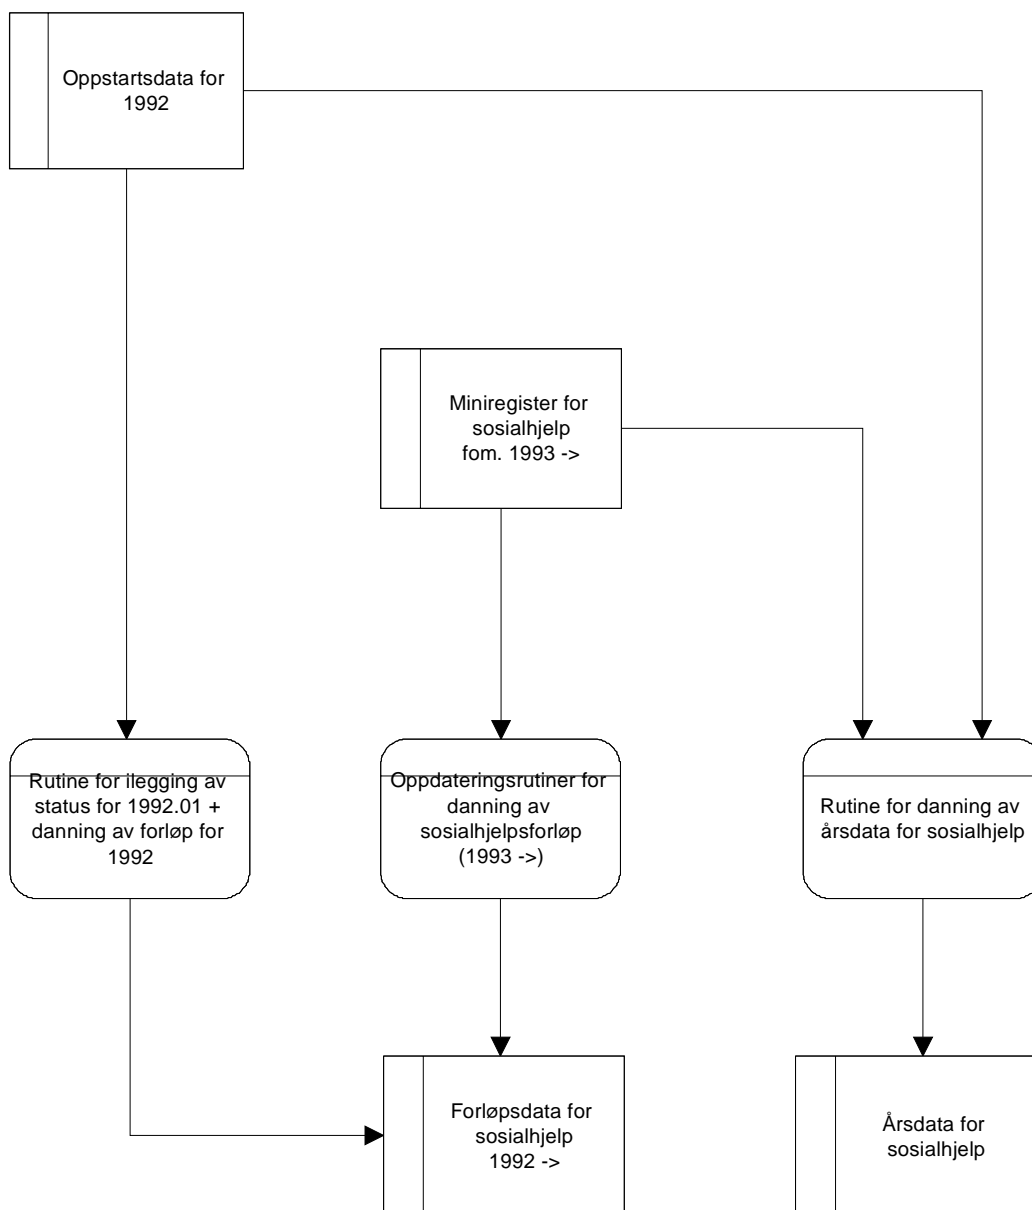 Oppstartsdata for
1992
Miniregister for
sosialhjelp
fom. 1993 ->
Rutine for ilegging av
status for 1992.01 +
danning av forløp for
1992
Oppdateringsrutiner for
danning av
sosialhjelpsforløp
(1993 ->)
Rutine for danning av
årsdata for sosialhjelp
Forløpsdata for
sosialhjelp
1992 ->
Årsdata for
sosialhjelp